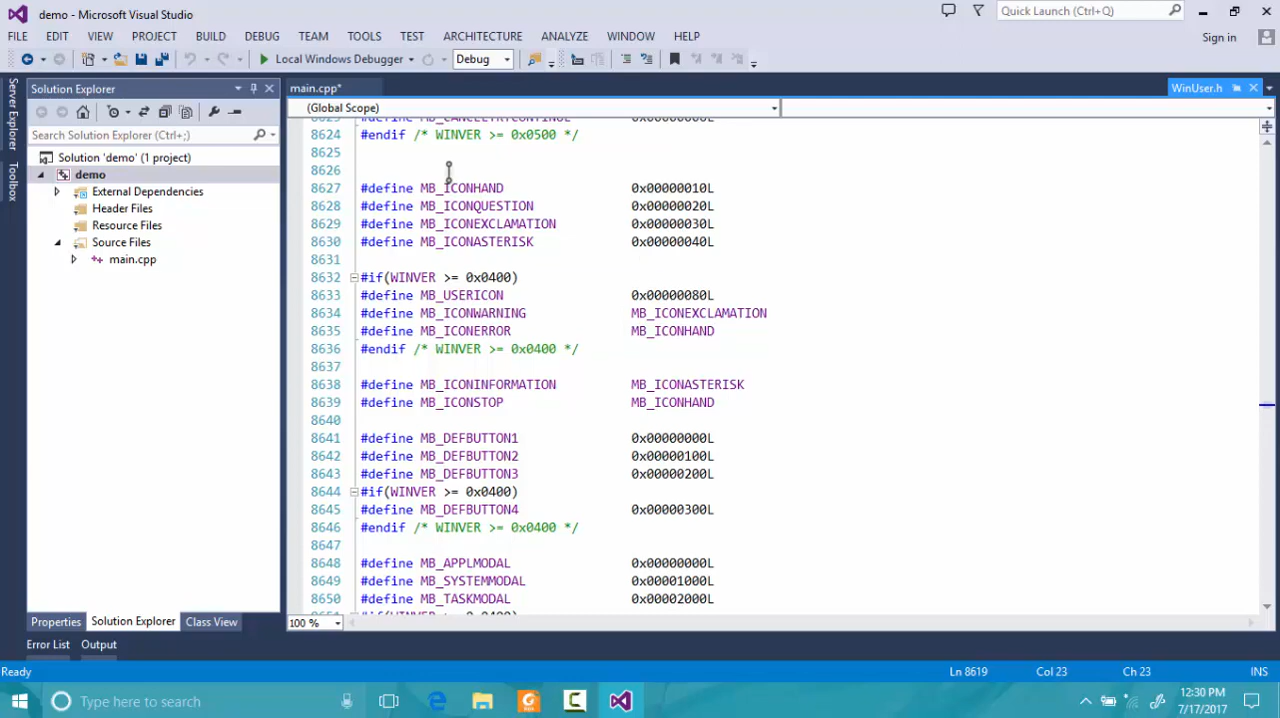 demo - Microsoft Visual Studio
Quick Launch (Ctrl+Q)
FILE EDIT VIEW PROJECT BUILD DEBUG TEAM TOOLS TEST ARCHITECTURE ANALYZE WINDOW HELP
Sign in
Local Windows Debugger Debug
Server Explorer
Toolbox
Solution Explorer
Search Solution Explorer (Ctrl+;)
Solution 'demo' (1 project)
demo
External Dependencies
Header Files
Resource Files
Source Files
main.cpp
Properties Solution Explorer Class View
main.cpp*
WinUser.h
(Global Scope)
8624 #endif /* WINVER >= 0x0500 */
8625
8626
8627 #define MB_ICONHAND 0x00000010L
8628 #define MB_ICONQUESTION 0x00000020L
8629 #define MB_ICONEXCLAMATION 0x00000030L
8630 #define MB_ICONASTERISK 0x00000040L
8631
8632 #if(WINVER >= 0x0400)
8633 #define MB_USERICON 0x00000080L
8634 #define MB_ICONWARNING MB_ICONEXCLAMATION
8635 #define MB_ICONERROR MB_ICONHAND
8636 #endif /* WINVER >= 0x0400 */
8637
8638 #define MB_ICONINFORMATION MB_ICONASTERISK
8639 #define MB_ICONSTOP MB_ICONHAND
8640
8641 #define MB_DEFBUTTON1 0x00000000L
8642 #define MB_DEFBUTTON2 0x00000100L
8643 #define MB_DEFBUTTON3 0x00000200L
8644 #if(WINVER >= 0x0400)
8645 #define MB_DEFBUTTON4 0x00000300L
8646 #endif /* WINVER >= 0x0400 */
8647
8648 #define MB_APPLMODAL 0x00000000L
8649 #define MB_SYSTEMMODAL 0x00001000L
8650 #define MB_TASKMODAL 0x00002000L
100 %
Error List Output
Ready Ln 8619 Col 23 Ch 23 INS
Type here to search
12:30 PM
7/17/2017